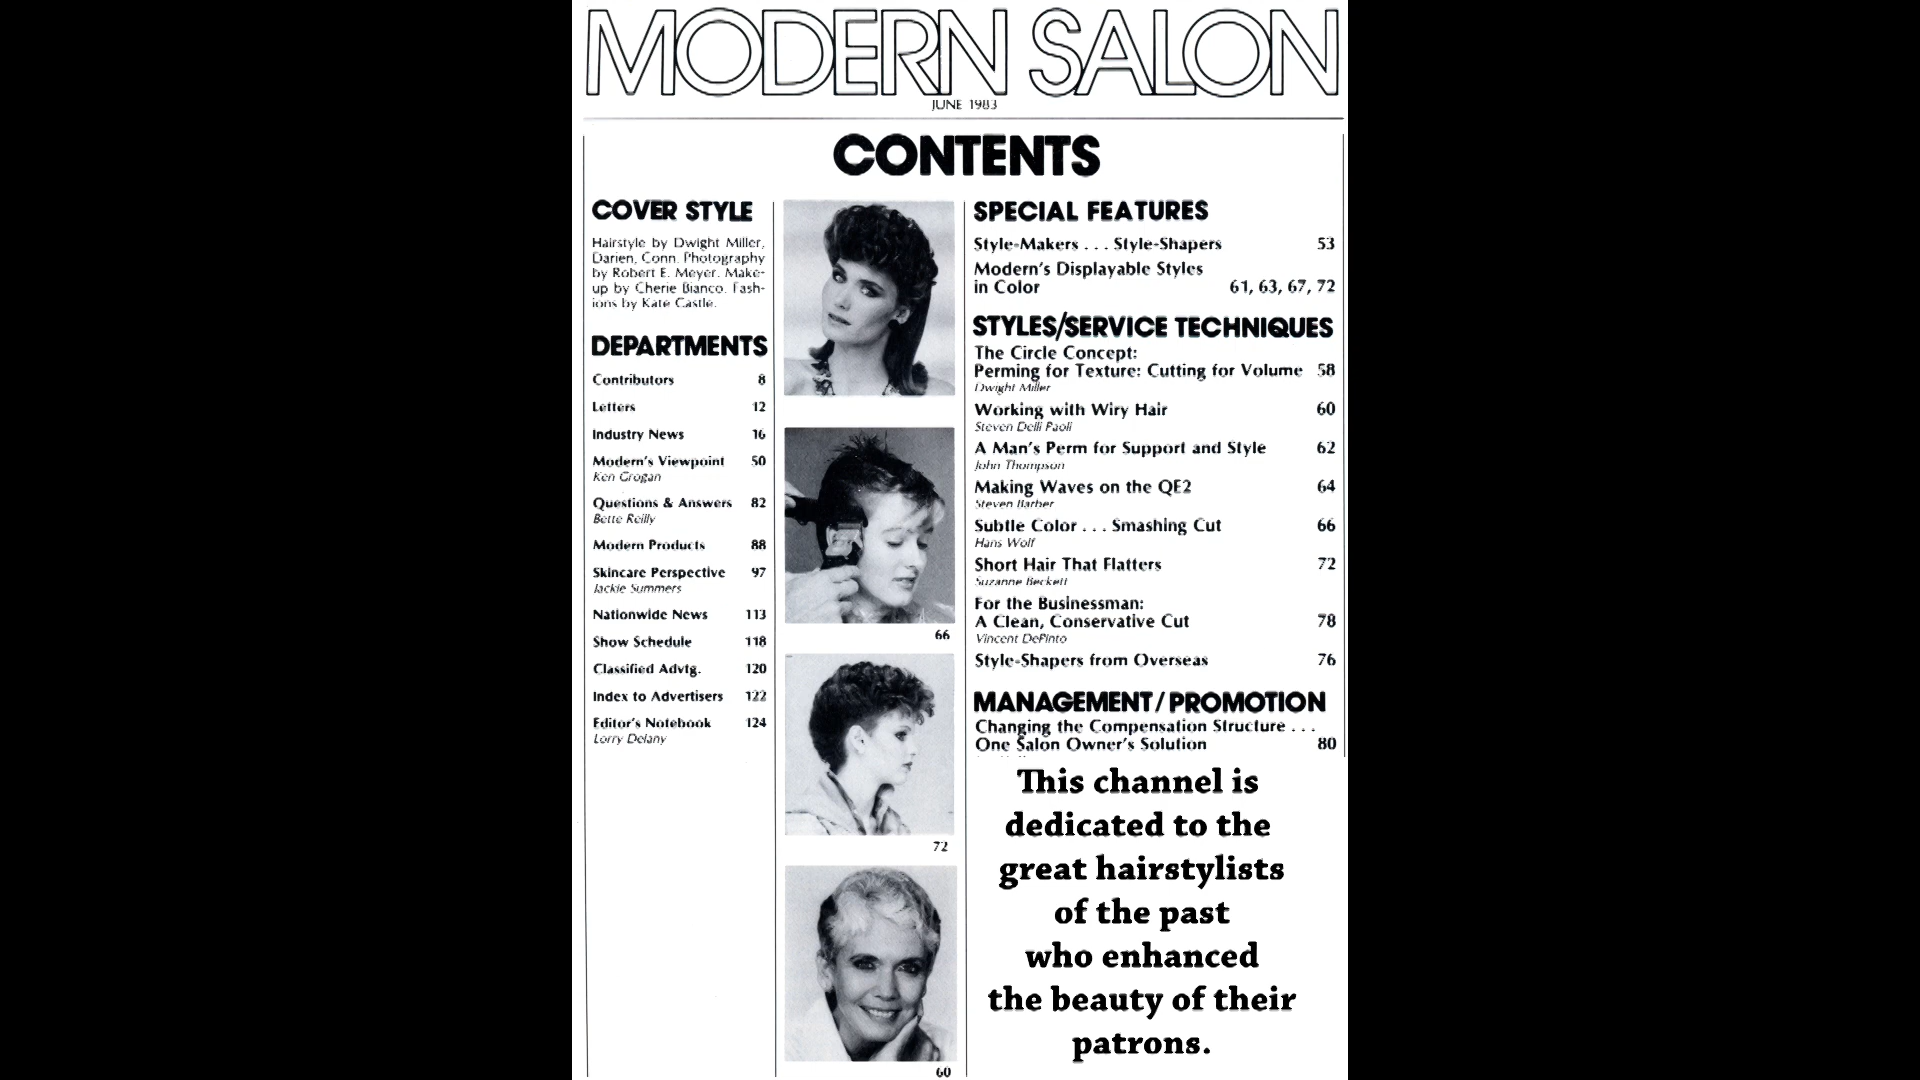 MODERN SALON
JUNE 1983
CONTENTS
COVER STYLE
Hairstyle by Dwight Miller,
Darien, Conn. Photography
by Robert E. Meyer. Make-
up by Cherie Bianco. Fash-
ions by Kate Castle.
DEPARTMENTS
Contributors 8
Letters 12
Industry News 16
Modern's Viewpoint 50
Ken Grogan
Questions & Answers 82
Bette Reilly
Modern Products 88
Skincare Perspective 97
Jackie Summers
Nationwide News 113
Show Schedule 118
Classified Advtg. 120
Index to Advertisers 122
Editor's Notebook 124
Lorry Delany
66
72
60
SPECIAL FEATURES
Style-Makers . . . Style-Shapers 53
Modern's Displayable Styles
in Color 61, 63, 67, 72
STYLES/SERVICE TECHNIQUES
The Circle Concept:
Perming for Texture: Cutting for Volume 58
Dwight Miller
Working with Wiry Hair 60
Steven Delli Paoli
A Man's Perm for Support and Style 62
John Thompson
Making Waves on the QE2 64
Steven Barber
Subtle Color . . . Smashing Cut 66
Hans Wolf
Short Hair That Flatters 72
Suzanne Beckett
For the Businessman:
A Clean, Conservative Cut 78
Vincent DePinto
Style-Shapers from Overseas 76
MANAGEMENT/PROMOTION
Changing the Compensation Structure . . .
One Salon Owner's Solution 80
This channel is
dedicated to the
great hairstylists
of the past
who enhanced
the beauty of their
patrons.